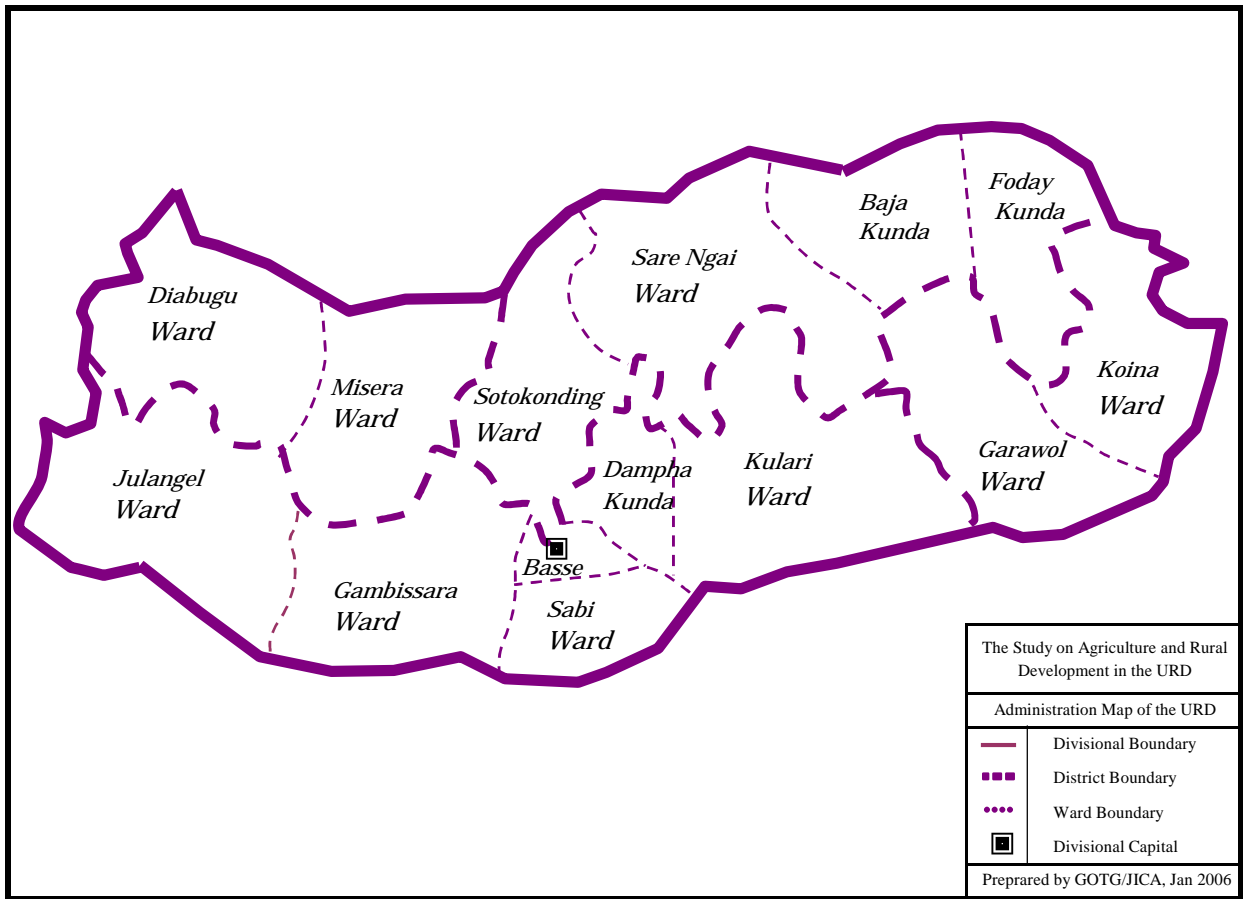 Diabugu
Ward
Misera
Ward
Julangel
Ward
Gambissara
Ward
Sotokonding
Ward
Sare Ngai
Ward
Baja
Kunda
Foday
Kunda
Dampha
Kunda
Kulari
Ward
Garawol
Ward
Koina
Ward
Basse
Sabi
Ward
The Study on Agriculture and Rural
Development in the URD
Administration Map of the URD
Divisional Boundary
District Boundary
Ward Boundary
Divisional Capital
Preprared by GOTG/JICA, Jan 2006